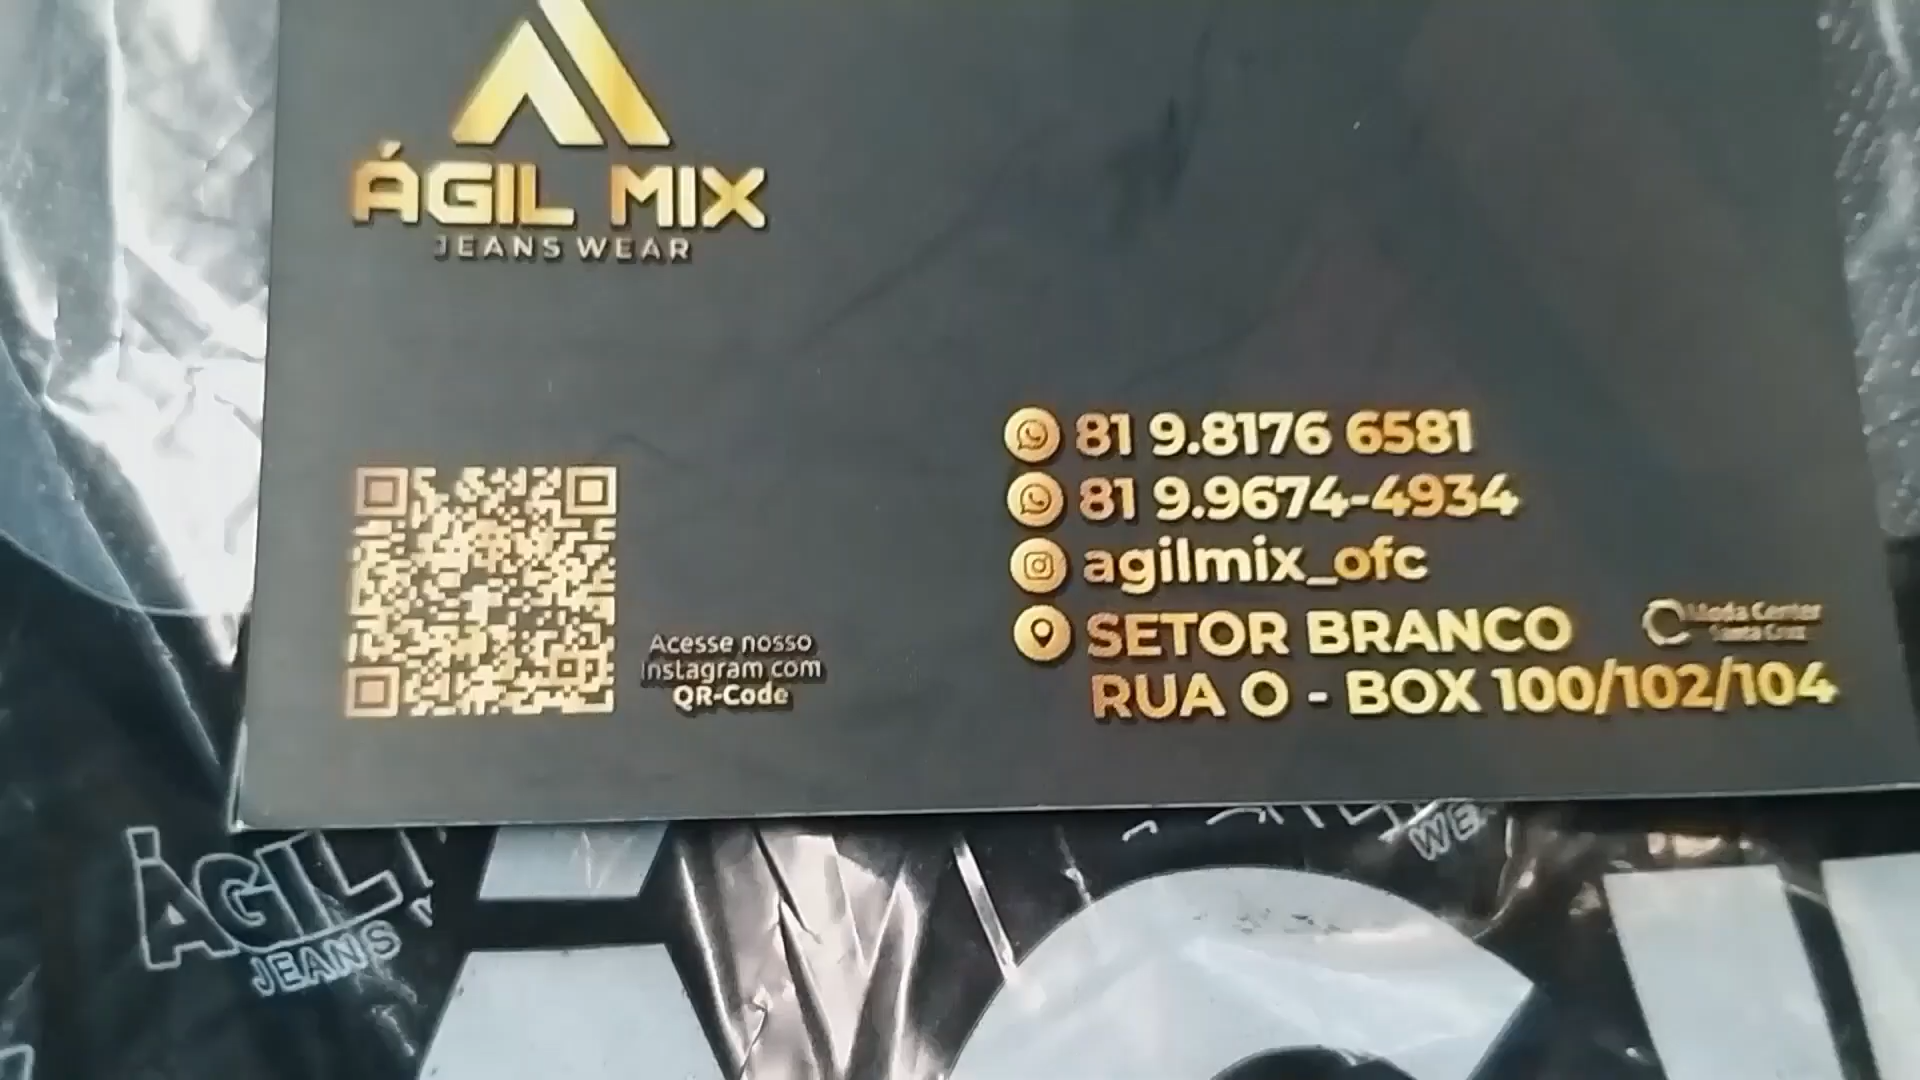 ÁGIL MIX
JEANS WEAR
81 9.8176 6581
81 9.9674-4934
agilmix_ofc
SETOR BRANCO
Moda Center
Santa Cruz
RUA O - BOX 100/102/104
Acesse nosso
Instagram com
QR-Code
ÁGIL
JEANS
WE